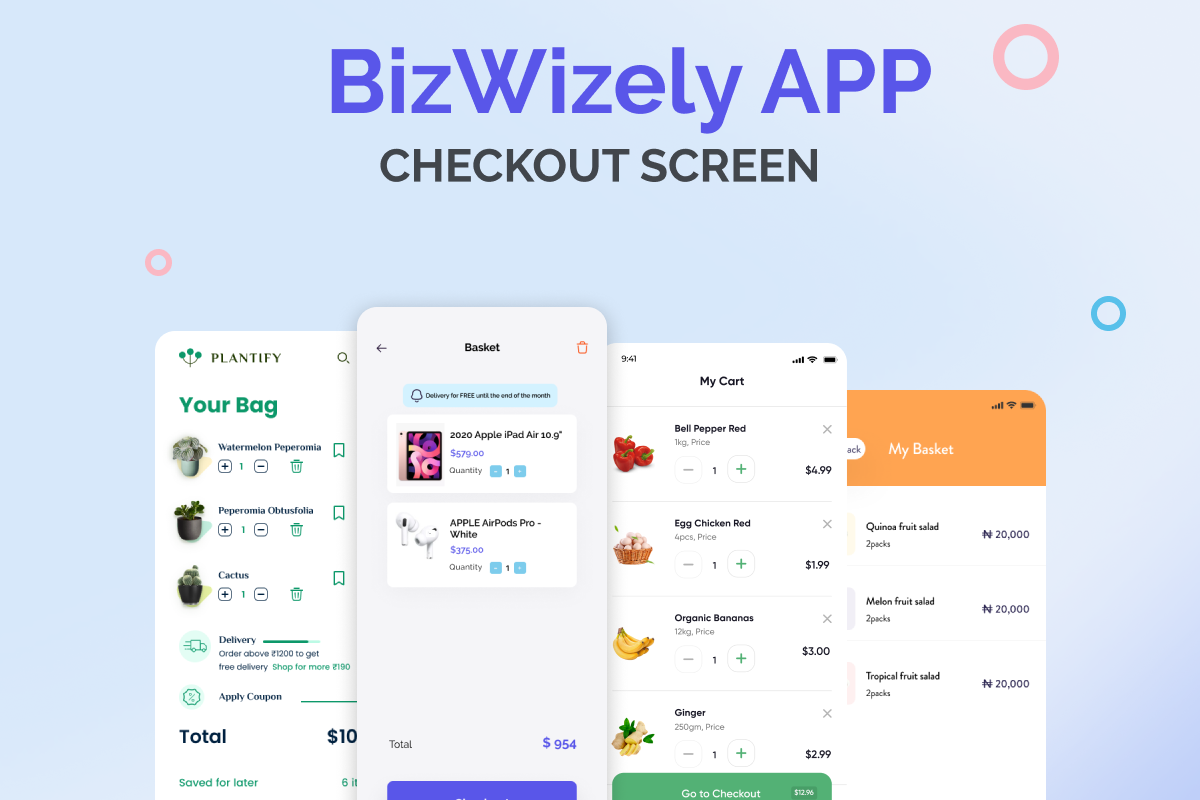 BizWizely APP
CHECKOUT SCREEN
PLANTIFY
Your Bag
Watermelon Peperomia
1
Peperomia Obtusfolia
1
Cactus
1
Delivery
Order above ₹1200 to get
free delivery Shop for more ₹190
Apply Coupon
Total $10
Saved for later 6
Basket
Delivery for FREE until the end of the month
2020 Apple iPad Air 10.9"
$579.00
Quantity - 1 +
APPLE AirPods Pro -
White
$375.00
Quantity - 1 +
Total $ 954
9:41
My Cart
Bell Pepper Red
1kg, Price
1 $4.99
Egg Chicken Red
4pcs, Price
1 $1.99
Organic Bananas
12kg, Price
1 $3.00
Ginger
250gm, Price
1 $2.99
Go to Checkout $12.96
My Basket
Quinoa fruit salad
2packs
₦ 20,000
Melon fruit salad
2packs
₦ 20,000
Tropical fruit salad
2packs
₦ 20,000